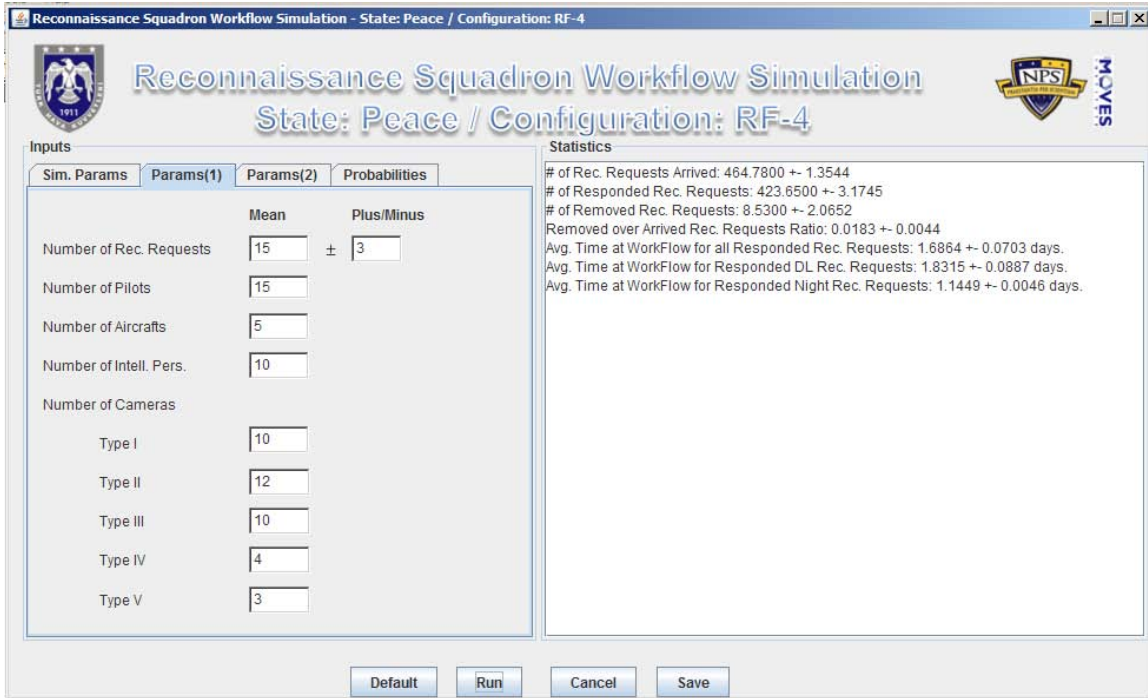 Reconnaissance Squadron Workflow Simulation - State: Peace / Configuration: RF-4
Reconnaissance Squadron Workflow Simulation
State: Peace / Configuration: RF-4
1911
NPS
MOVES
Inputs
Sim. Params Params(1) Params(2) Probabilities
Mean Plus/Minus
Number of Rec. Requests 15 ± 3
Number of Pilots 15
Number of Aircrafts 5
Number of Intell. Pers. 10
Number of Cameras
Type I 10
Type II 12
Type III 10
Type IV 4
Type V 3
Statistics
# of Rec. Requests Arrived: 464.7800 +- 1.3544
# of Responded Rec. Requests: 423.6500 +- 3.1745
# of Removed Rec. Requests: 8.5300 +- 2.0652
Removed over Arrived Rec. Requests Ratio: 0.0183 +- 0.0044
Avg. Time at WorkFlow for all Responded Rec. Requests: 1.6864 +- 0.0703 days.
Avg. Time at WorkFlow for Responded DL Rec. Requests: 1.8315 +- 0.0887 days.
Avg. Time at WorkFlow for Responded Night Rec. Requests: 1.1449 +- 0.0046 days.
Default Run Cancel Save